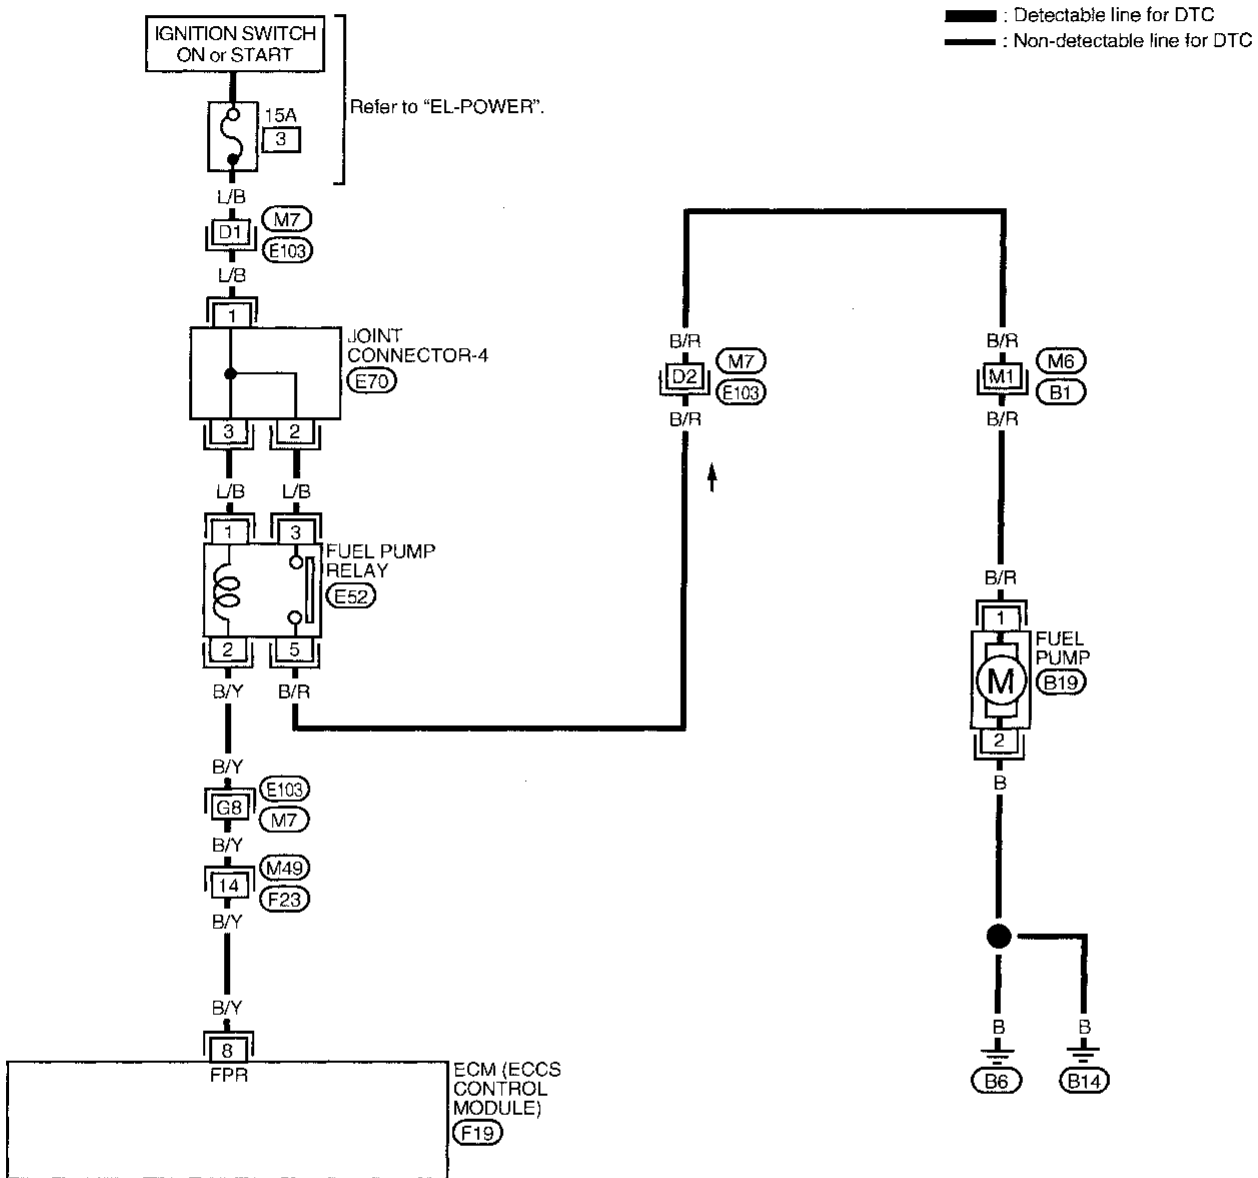 : Detectable line for DTC
: Non-detectable line for DTC
IGNITION SWITCH
ON or START
Refer to "EL-POWER".
15A
3
L/B
D1
M7
E103
L/B
1
JOINT
CONNECTOR-4
E70
3
2
L/B
L/B
1
3
FUEL PUMP
RELAY
E52
2
5
B/Y
B/R
B/Y
G8
E103
M7
B/Y
14
M49
F23
B/Y
B/Y
8
FPR
ECM (ECCS
CONTROL
MODULE)
F19
B/R
D2
M7
E103
B/R
B/R
M1
M6
B1
B/R
B/R
1
FUEL
PUMP
B19
M
2
B
B
B
B6
B14